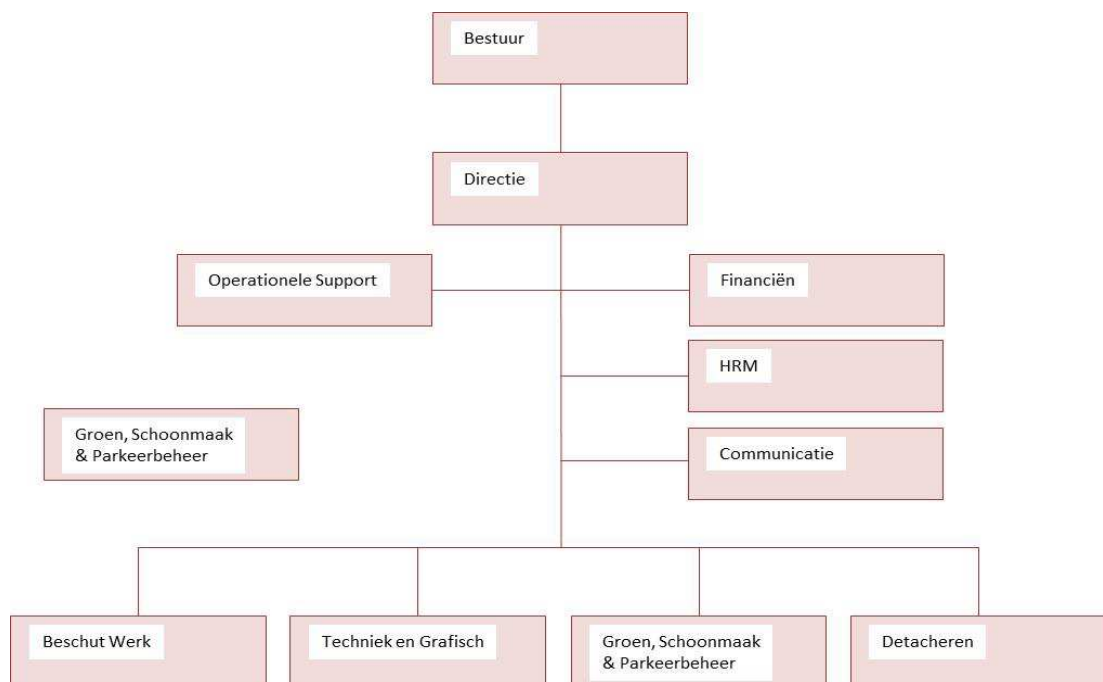 Bestuur
Directie
Operationele Support
Financiën
HRM
Groen, Schoonmaak
& Parkeerbeheer
Communicatie
Beschut Werk
Techniek en Grafisch
Groen, Schoonmaak
& Parkeerbeheer
Detacheren